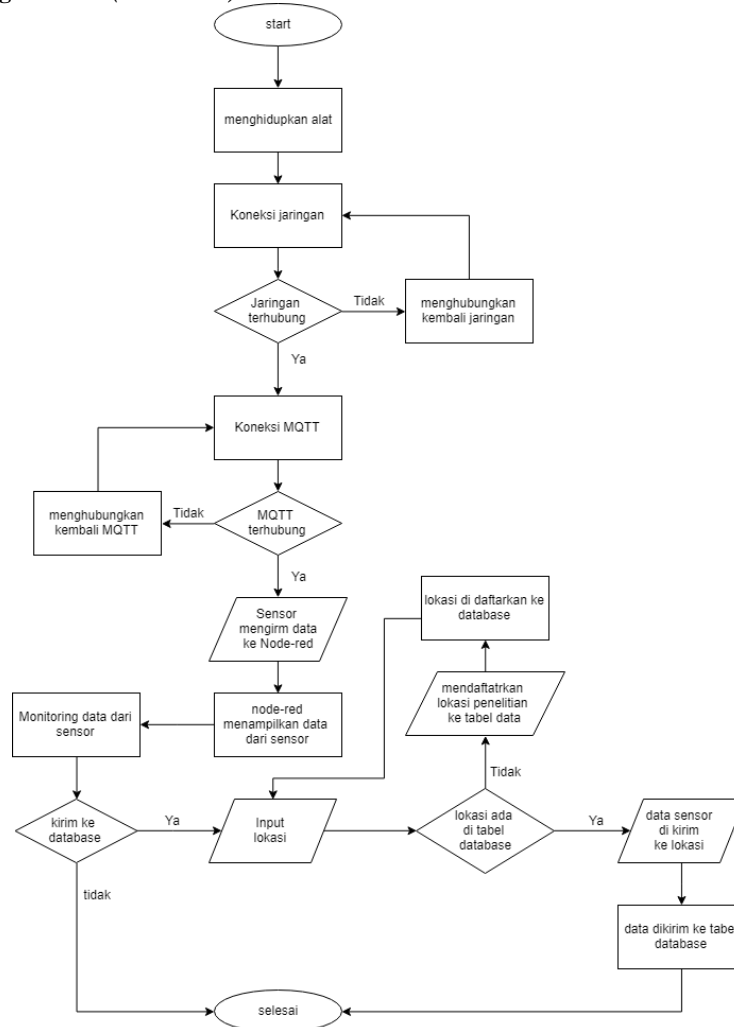 start
menghidupkan alat
Koneksi jaringan
Jaringan
terhubung
Tidak
menghubungkan
kembali jaringan
Ya
Koneksi MQTT
menghubungkan
kembali MQTT
Tidak
MQTT
terhubung
Ya
Sensor
mengirm data
ke Node-red
lokasi di daftarkan ke
database
mendaftatrkan
lokasi penelitian
ke tabel data
Monitoring data dari
sensor
node-red
menampilkan data
dari sensor
Tidak
kirim ke
database
Ya
Input
lokasi
lokasi ada
di tabel
database
Ya
data sensor
di kirim
ke lokasi
tidak
data dikirim ke tabel
database
selesai